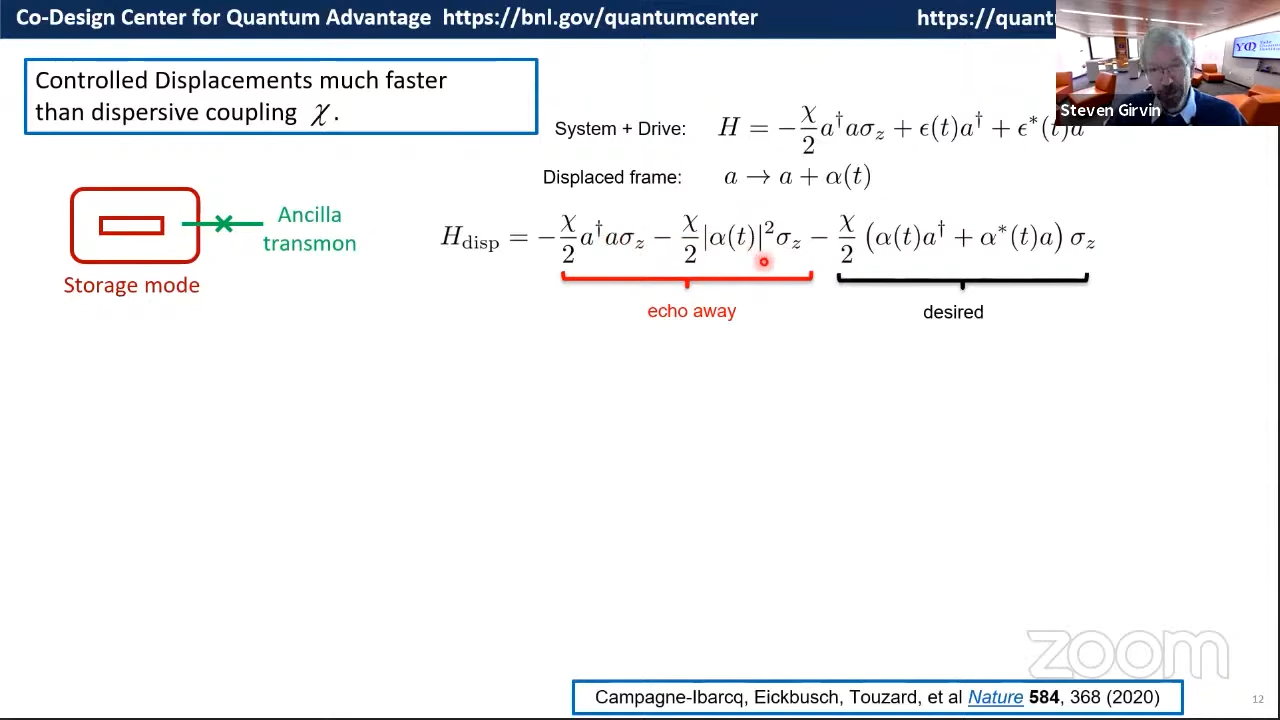 Co-Design Center for Quantum Advantage https://bnl.gov/quantumcenter https://quant
Controlled Displacements much faster
than dispersive coupling χ.
Steven Girvin
System + Drive: H = −χ/2 a†aσ_z + ϵ(t)a† + ϵ*(t)a
Displaced frame: a → a + α(t)
Ancilla
transmon
H_disp = −χ/2 a†aσ_z − χ/2 |α(t)|²σ_z − χ/2 (α(t)a† + α*(t)a) σ_z
Storage mode
echo away
desired
zoom
Campagne-Ibarcq, Eickbusch, Touzard, et al Nature 584, 368 (2020)
12